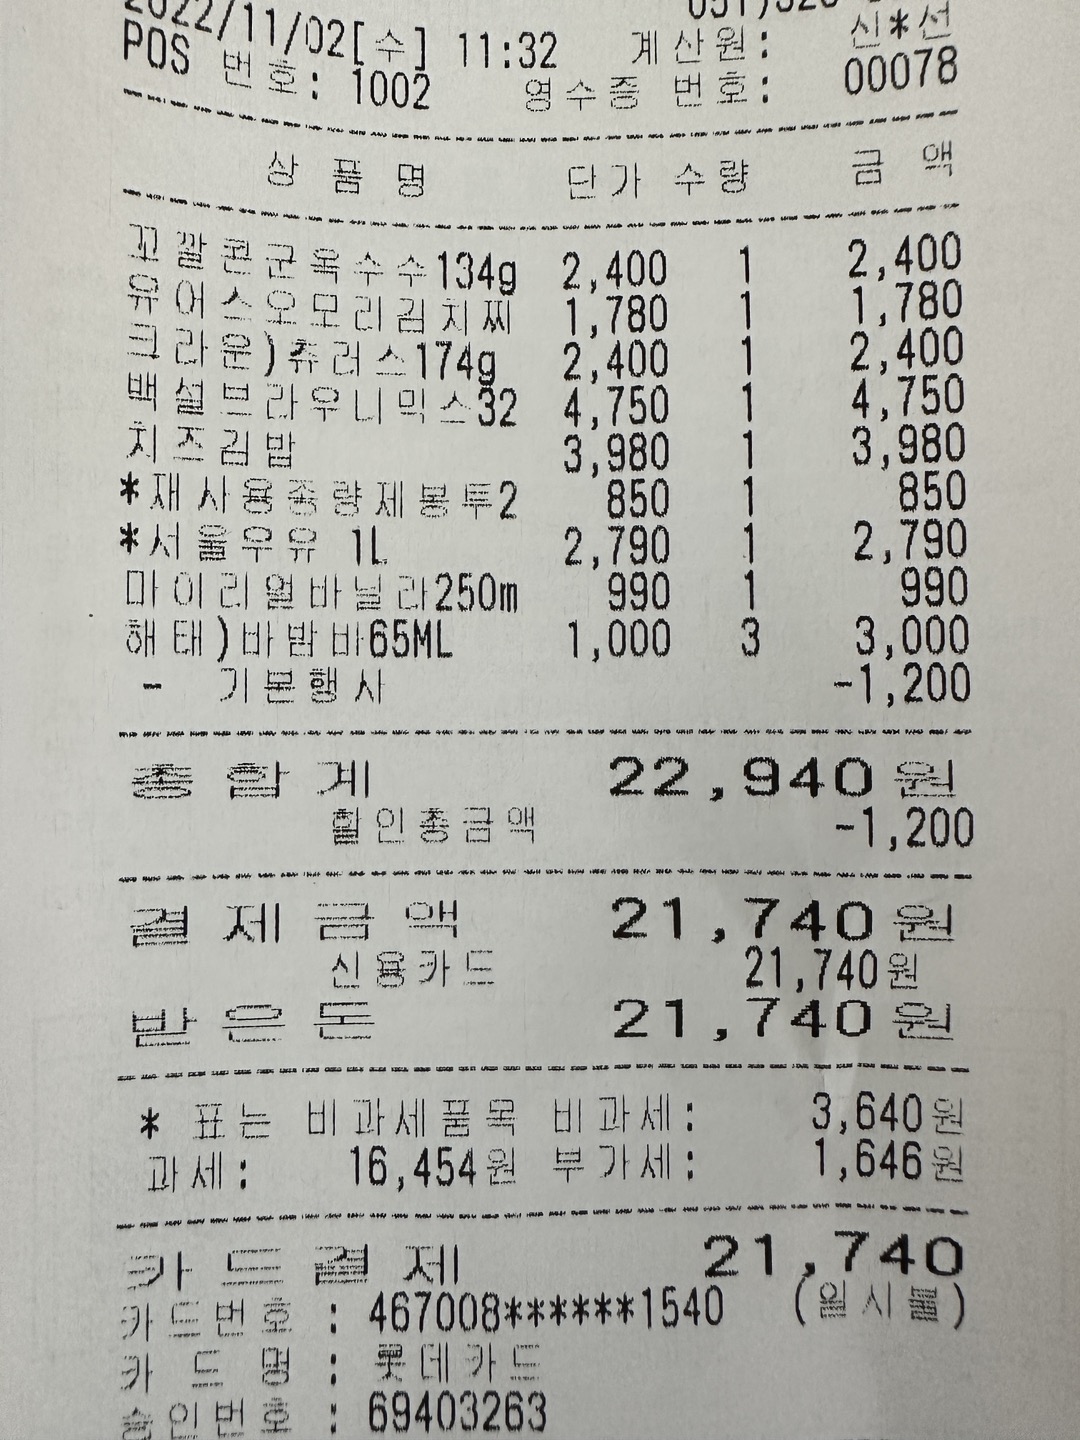 2022/11/02[수] 11:32 계산원: 신*선
POS 번호: 1002 영수증 번호: 00078
상 품 명 단가 수량 금 액
꼬깔콘군옥수수134g 2,400 1 2,400
유어스오모리김치찌 1,780 1 1,780
크라운)츄러스174g 2,400 1 2,400
백설브라우니믹스32 4,750 1 4,750
치즈김밥 3,980 1 3,980
*재사용종량제봉투2 850 1 850
*서울우유 1L 2,790 1 2,790
마이리얼바닐라250m 990 1 990
해태)바밤바65ML 1,000 3 3,000
- 기본행사 -1,200
총 합 계 22,940원
할인총금액 -1,200
결 제 금 액 21,740원
신용카드 21,740원
받 은 돈 21,740원
* 표는 비과세품목 비과세: 3,640원
과세: 16,454원 부가세: 1,646원
카드결제 21,740
카드번호 : 467008******1540 (일시불)
카 드 명 : 롯데카드
승인번호 : 69403263